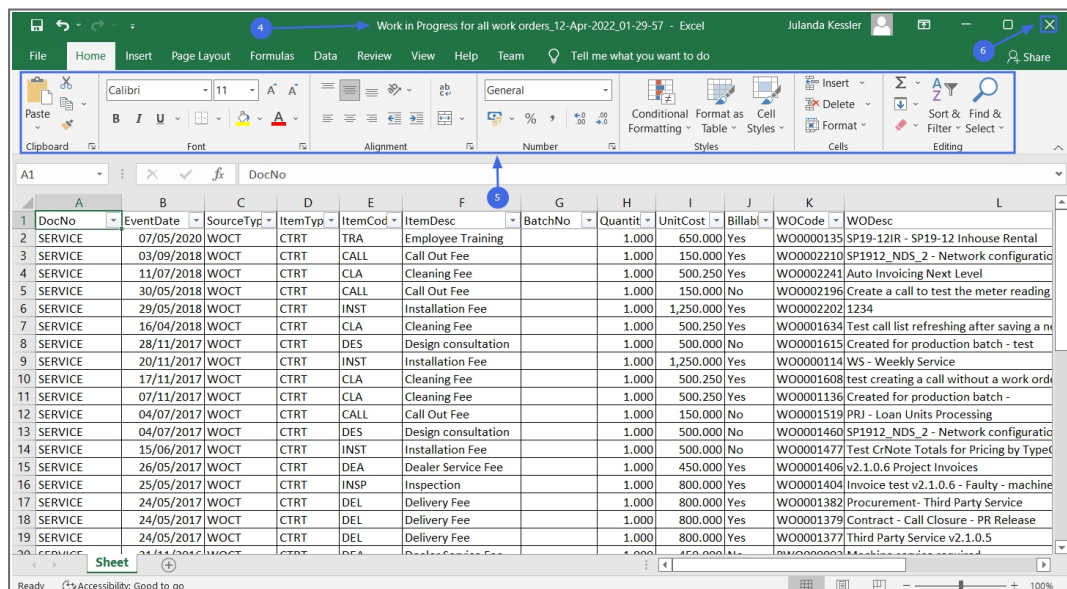 4 Work in Progress for all work orders_12-Apr-2022_01-29-57 - Excel Julanda Kessler
File Home Insert Page Layout Formulas Data Review View Help Team Tell me what you want to do 6 Share
Calibri 11 A A ab General Insert Σ A Z
Paste B I U A % , Conditional Format as Cell Delete Sort & Find &
Formatting Table Styles Format Filter Select
Clipboard Font Alignment Number Styles Cells Editing
A1 fx DocNo 5
A B C D E F G H I J K L
1 DocNo EventDate SourceTyp ItemTyp ItemCod ItemDesc BatchNo Quantit UnitCost Billabl WOCode WODesc
2 SERVICE 07/05/2020 WOCT CTRT TRA Employee Training 1.000 650.000 Yes WO0000135 SP19-12IR - SP19-12 Inhouse Rental
3 SERVICE 03/09/2018 WOCT CTRT CALL Call Out Fee 1.000 150.000 Yes WO0002210 SP1912_NDS_2 - Network configuratio
4 SERVICE 11/07/2018 WOCT CTRT CLA Cleaning Fee 1.000 500.250 Yes WO0002241 Auto Invoicing Next Level
5 SERVICE 30/05/2018 WOCT CTRT CALL Call Out Fee 1.000 150.000 No WO0002196 Create a call to test the meter reading
6 SERVICE 29/05/2018 WOCT CTRT INST Installation Fee 1.000 1,250.000 Yes WO0002202 1234
7 SERVICE 16/04/2018 WOCT CTRT CLA Cleaning Fee 1.000 500.250 Yes WO0001634 Test call list refreshing after saving a ne
8 SERVICE 28/11/2017 WOCT CTRT DES Design consultation 1.000 500.000 No WO0001615 Created for production batch - test
9 SERVICE 20/11/2017 WOCT CTRT INST Installation Fee 1.000 1,250.000 Yes WO0000114 WS - Weekly Service
10 SERVICE 17/11/2017 WOCT CTRT CLA Cleaning Fee 1.000 500.250 Yes WO0001608 test creating a call without a work orde
11 SERVICE 07/11/2017 WOCT CTRT CLA Cleaning Fee 1.000 500.250 Yes WO0001136 Created for production batch -
12 SERVICE 04/07/2017 WOCT CTRT CALL Call Out Fee 1.000 150.000 No WO0001519 PRJ - Loan Units Processing
13 SERVICE 04/07/2017 WOCT CTRT DES Design consultation 1.000 500.000 No WO0001460 SP1912_NDS_2 - Network configuratio
14 SERVICE 15/06/2017 WOCT CTRT INST Installation Fee 1.000 500.000 No WO0001477 Test CrNote Totals for Pricing by Type
15 SERVICE 26/05/2017 WOCT CTRT DEA Dealer Service Fee 1.000 450.000 Yes WO0001406 v2.1.0.6 Project Invoices
16 SERVICE 25/05/2017 WOCT CTRT INSP Inspection 1.000 800.000 Yes WO0001404 Invoice test v2.1.0.6 - Faulty - machine
17 SERVICE 24/05/2017 WOCT CTRT DEL Delivery Fee 1.000 800.000 Yes WO0001382 Procurement- Third Party Service
18 SERVICE 24/05/2017 WOCT CTRT DEL Delivery Fee 1.000 800.000 Yes WO0001379 Contract - Call Closure - PR Release
19 SERVICE 24/05/2017 WOCT CTRT DEL Delivery Fee 1.000 800.000 Yes WO0001377 Third Party Service v2.1.0.5
Sheet
Ready Accessibility: Good to go 100%